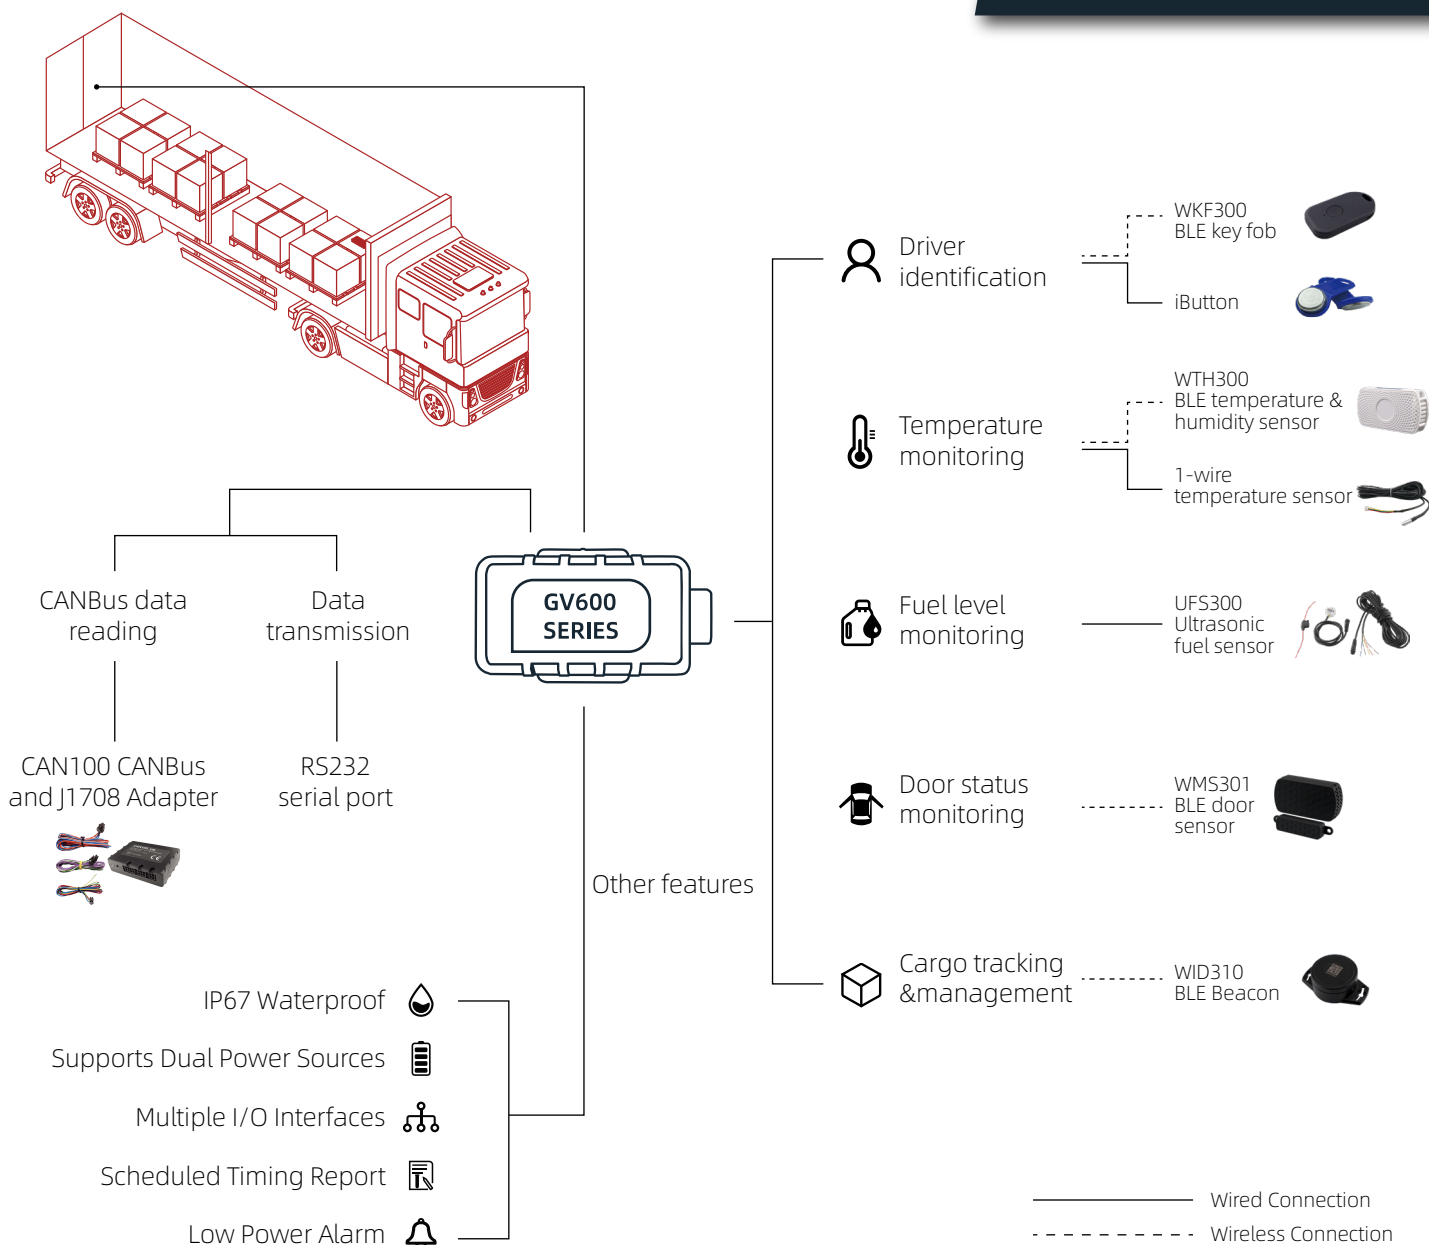 WKF300
BLE key fob
Driver
identification
iButton
WTH300
BLE temperature &
humidity sensor
Temperature
monitoring
1-wire
temperature sensor
CANBus data
reading
Data
transmission
GV600
SERIES
Fuel level
monitoring
UFS300
Ultrasonic
fuel sensor
CAN100 CANBus
and J1708 Adapter
RS232
serial port
Door status
monitoring
WMS301
BLE door
sensor
Other features
Cargo tracking
&management
WID310
BLE Beacon
IP67 Waterproof
Supports Dual Power Sources
Multiple I/O Interfaces
Scheduled Timing Report
Low Power Alarm
Wired Connection
Wireless Connection